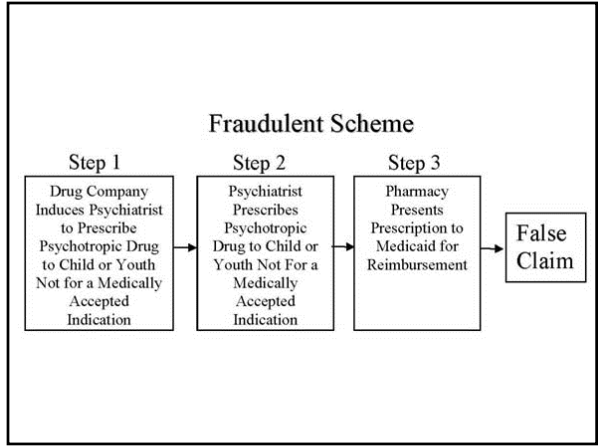 Fraudulent Scheme
Step 1
Drug Company
Induces Psychiatrist
to Prescribe
Psychotropic Drug
to Child or Youth
Not for a Medically
Accepted
Indication
Step 2
Psychiatrist
Prescribes
Psychotropic
Drug to Child or
Youth Not For a
Medically
Accepted
Indication
Step 3
Pharmacy
Presents
Prescription to
Medicaid for
Reimbursement
False
Claim